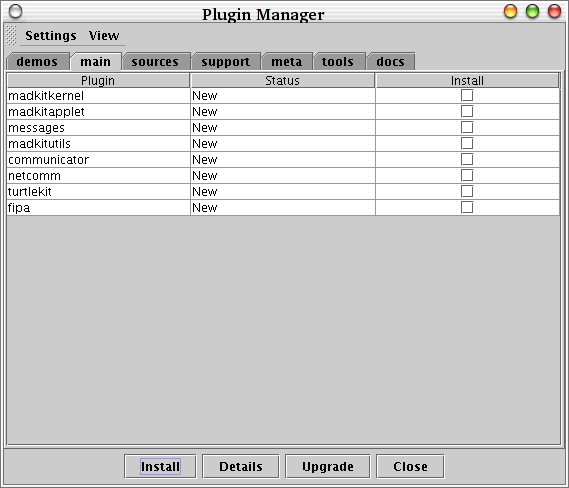 Plugin Manager
Settings View
demos main sources support meta tools docs
Plugin Status Install
madkitkernel New
madkitapplet New
messages New
madkitutils New
communicator New
netcomm New
turtlekit New
fipa New
Install Details Upgrade Close